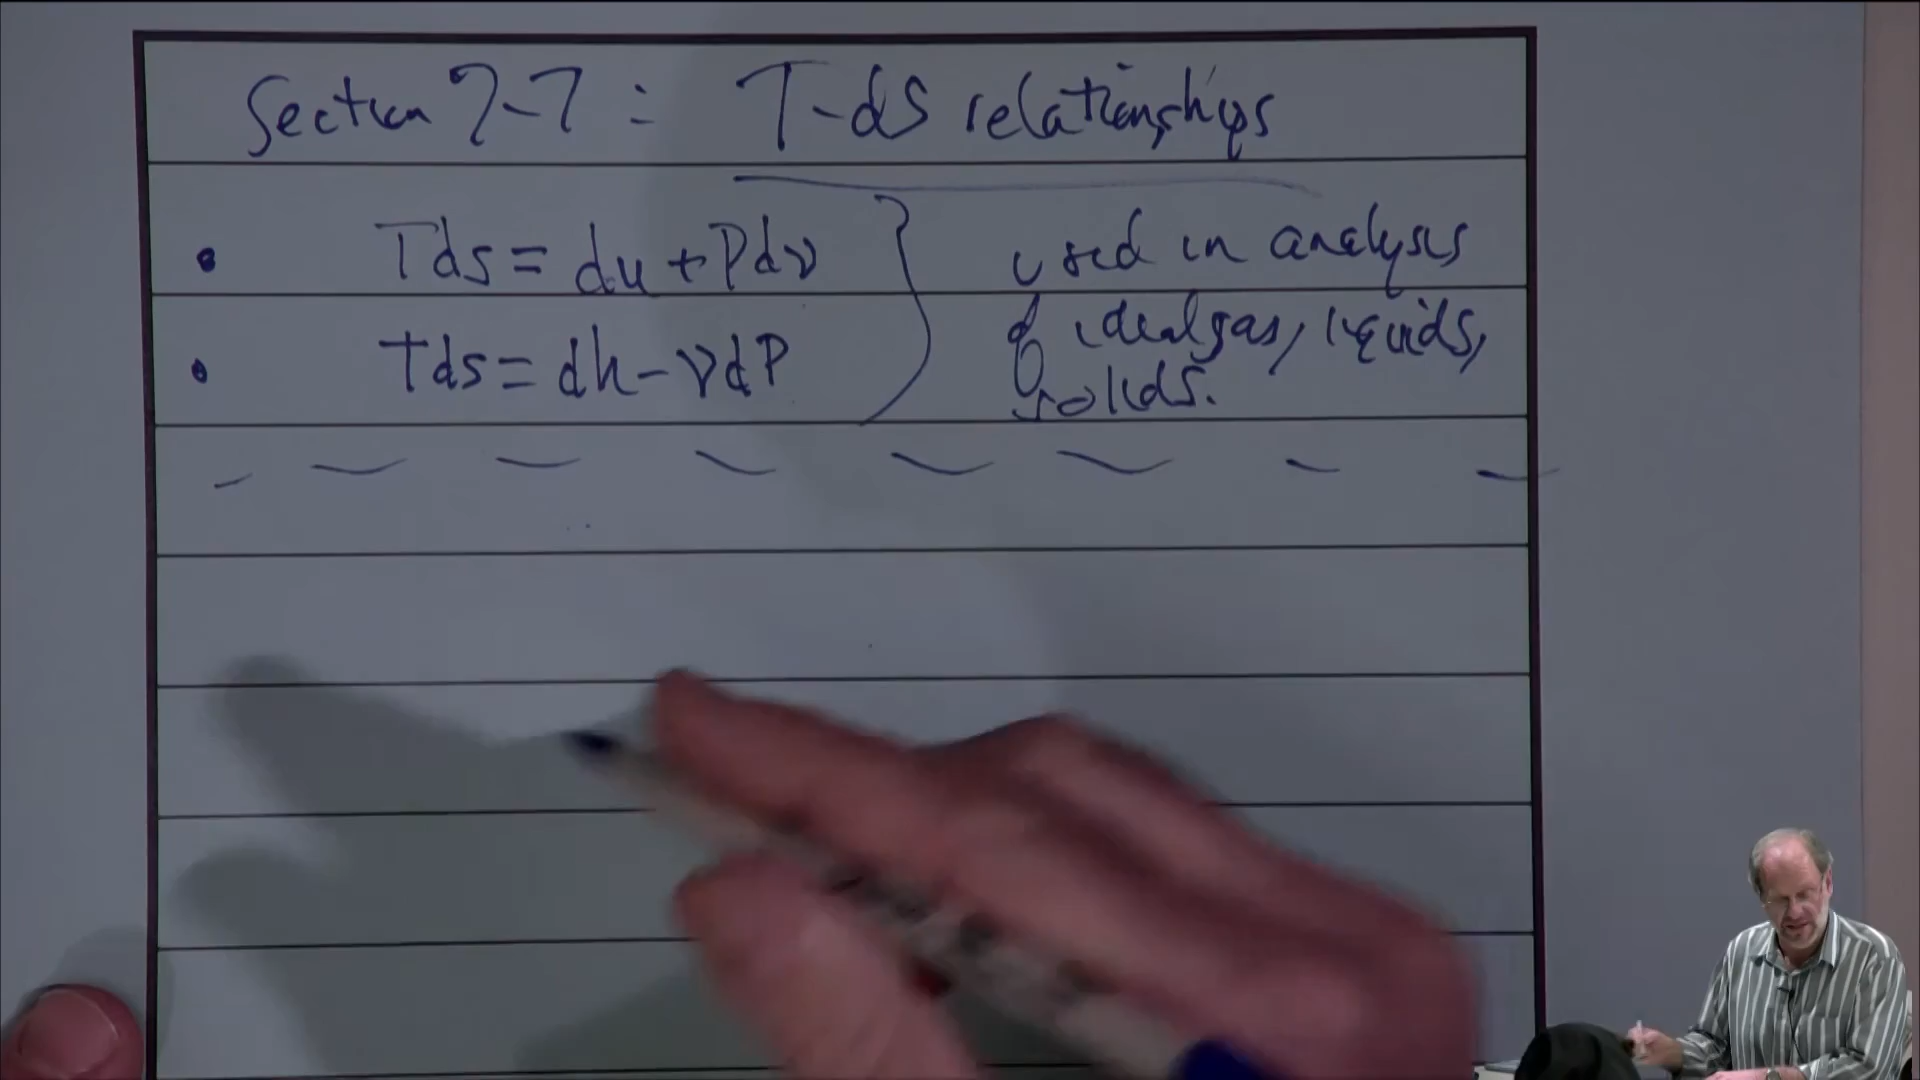 Section 7-7: T-ds relationships
• Tds = du + Pdv
used in analysis
of ideal gas, liquids,
• Tds = dh - vdP
solids.